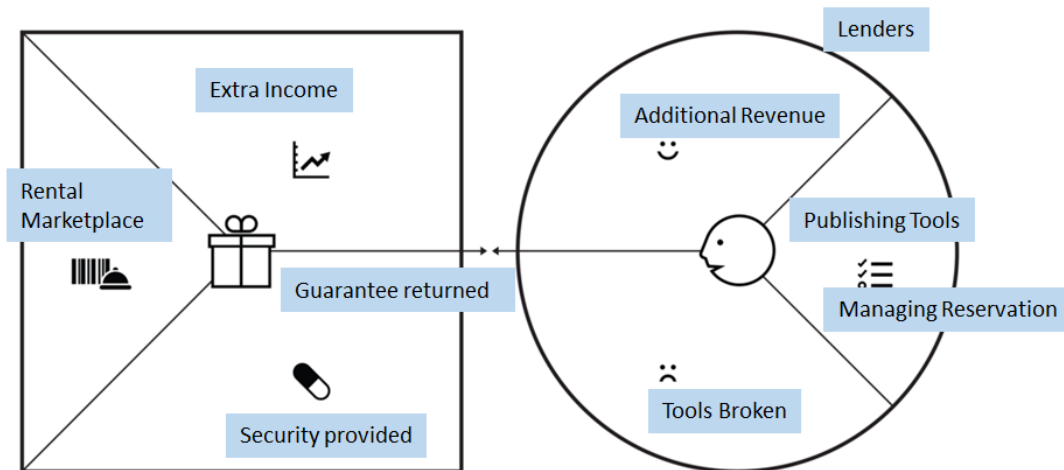 Lenders
Extra Income
Additional Revenue
Rental
Marketplace
Publishing Tools
Guarantee returned
Managing Reservation
Tools Broken
Security provided